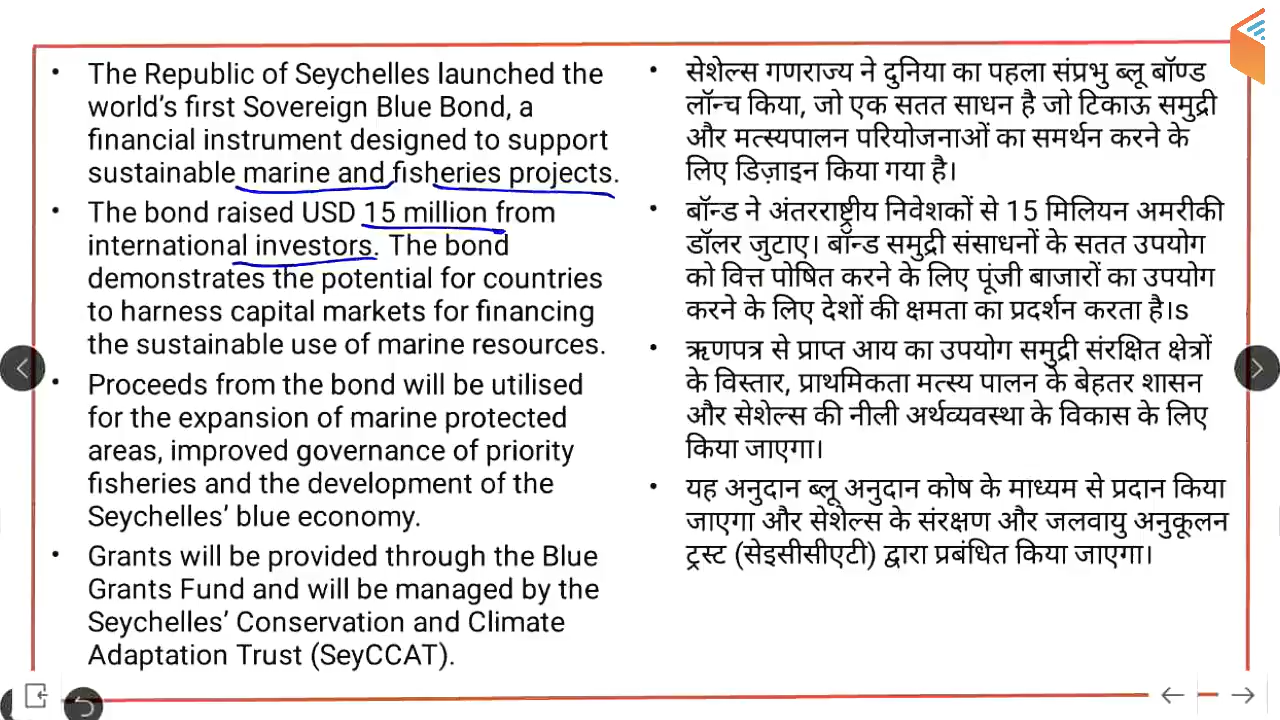 • The Republic of Seychelles launched the
world's first Sovereign Blue Bond, a
financial instrument designed to support
sustainable marine and fisheries projects.
• The bond raised USD 15 million from
international investors. The bond
demonstrates the potential for countries
to harness capital markets for financing
the sustainable use of marine resources.
• Proceeds from the bond will be utilised
for the expansion of marine protected
areas, improved governance of priority
fisheries and the development of the
Seychelles' blue economy.
• Grants will be provided through the Blue
Grants Fund and will be managed by the
Seychelles' Conservation and Climate
Adaptation Trust (SeyCCAT).
• सेशेल्स गणराज्य ने दुनिया का पहला संप्रभु ब्लू बॉण्ड
लॉन्च किया, जो एक सतत साधन है जो टिकाऊ समुद्री
और मत्स्यपालन परियोजनाओं का समर्थन करने के
लिए डिज़ाइन किया गया है।
• बॉन्ड ने अंतरराष्ट्रीय निवेशकों से 15 मिलियन अमरीकी
डॉलर जुटाए। बॉन्ड समुद्री संसाधनों के सतत उपयोग
को वित्त पोषित करने के लिए पूंजी बाजारों का उपयोग
करने के लिए देशों की क्षमता का प्रदर्शन करता है।s
• ऋणपत्र से प्राप्त आय का उपयोग समुद्री संरक्षित क्षेत्रों
के विस्तार, प्राथमिकता मत्स्य पालन के बेहतर शासन
और सेशेल्स की नीली अर्थव्यवस्था के विकास के लिए
किया जाएगा।
• यह अनुदान ब्लू अनुदान कोष के माध्यम से प्रदान किया
जाएगा और सेशेल्स के संरक्षण और जलवायु अनुकूलन
ट्रस्ट (सेइसीसीएटी) द्वारा प्रबंधित किया जाएगा।